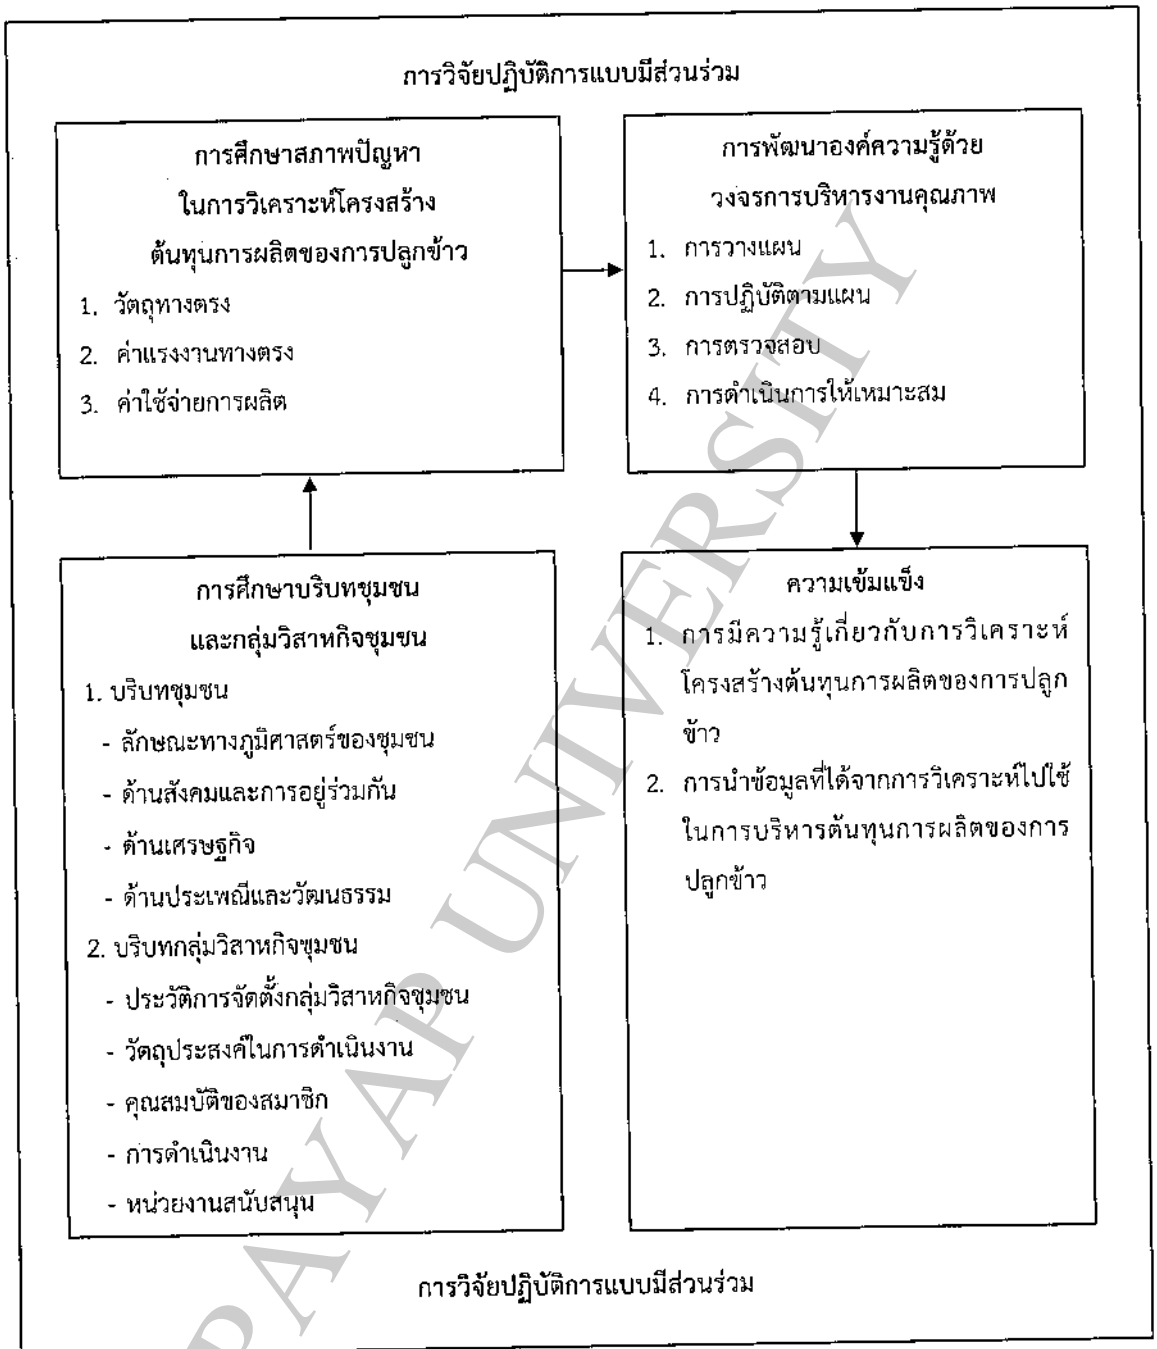 การวิจัยปฏิบัติการแบบมีส่วนร่วม
การศึกษาสภาพปัญหา
ในการวิเคราะห์โครงสร้าง
ต้นทุนการผลิตของการปลูกข้าว
1. วัตถุทางตรง
2. ค่าแรงงานทางตรง
3. ค่าใช้จ่ายการผลิต
การพัฒนาองค์ความรู้ด้วย
วงจรการบริหารงานคุณภาพ
1. การวางแผน
2. การปฏิบัติตามแผน
3. การตรวจสอบ
4. การดำเนินการให้เหมาะสม
การศึกษาบริบทชุมชน
และกลุ่มวิสาหกิจชุมชน
1. บริบทชุมชน
- ลักษณะทางภูมิศาสตร์ของชุมชน
- ด้านสังคมและการอยู่ร่วมกัน
- ด้านเศรษฐกิจ
- ด้านประเพณีและวัฒนธรรม
2. บริบทกลุ่มวิสาหกิจชุมชน
- ประวัติการจัดตั้งกลุ่มวิสาหกิจชุมชน
- วัตถุประสงค์ในการดำเนินงาน
- คุณสมบัติของสมาชิก
- การดำเนินงาน
- หน่วยงานสนับสนุน
ความเข้มแข็ง
1. การมีความรู้เกี่ยวกับการวิเคราะห์
โครงสร้างต้นทุนการผลิตของการปลูก
ข้าว
2. การนำข้อมูลที่ได้จากการวิเคราะห์ไปใช้
ในการบริหารต้นทุนการผลิตของการ
ปลูกข้าว
การวิจัยปฏิบัติการแบบมีส่วนร่วม
PAYAP UNIVERSITY